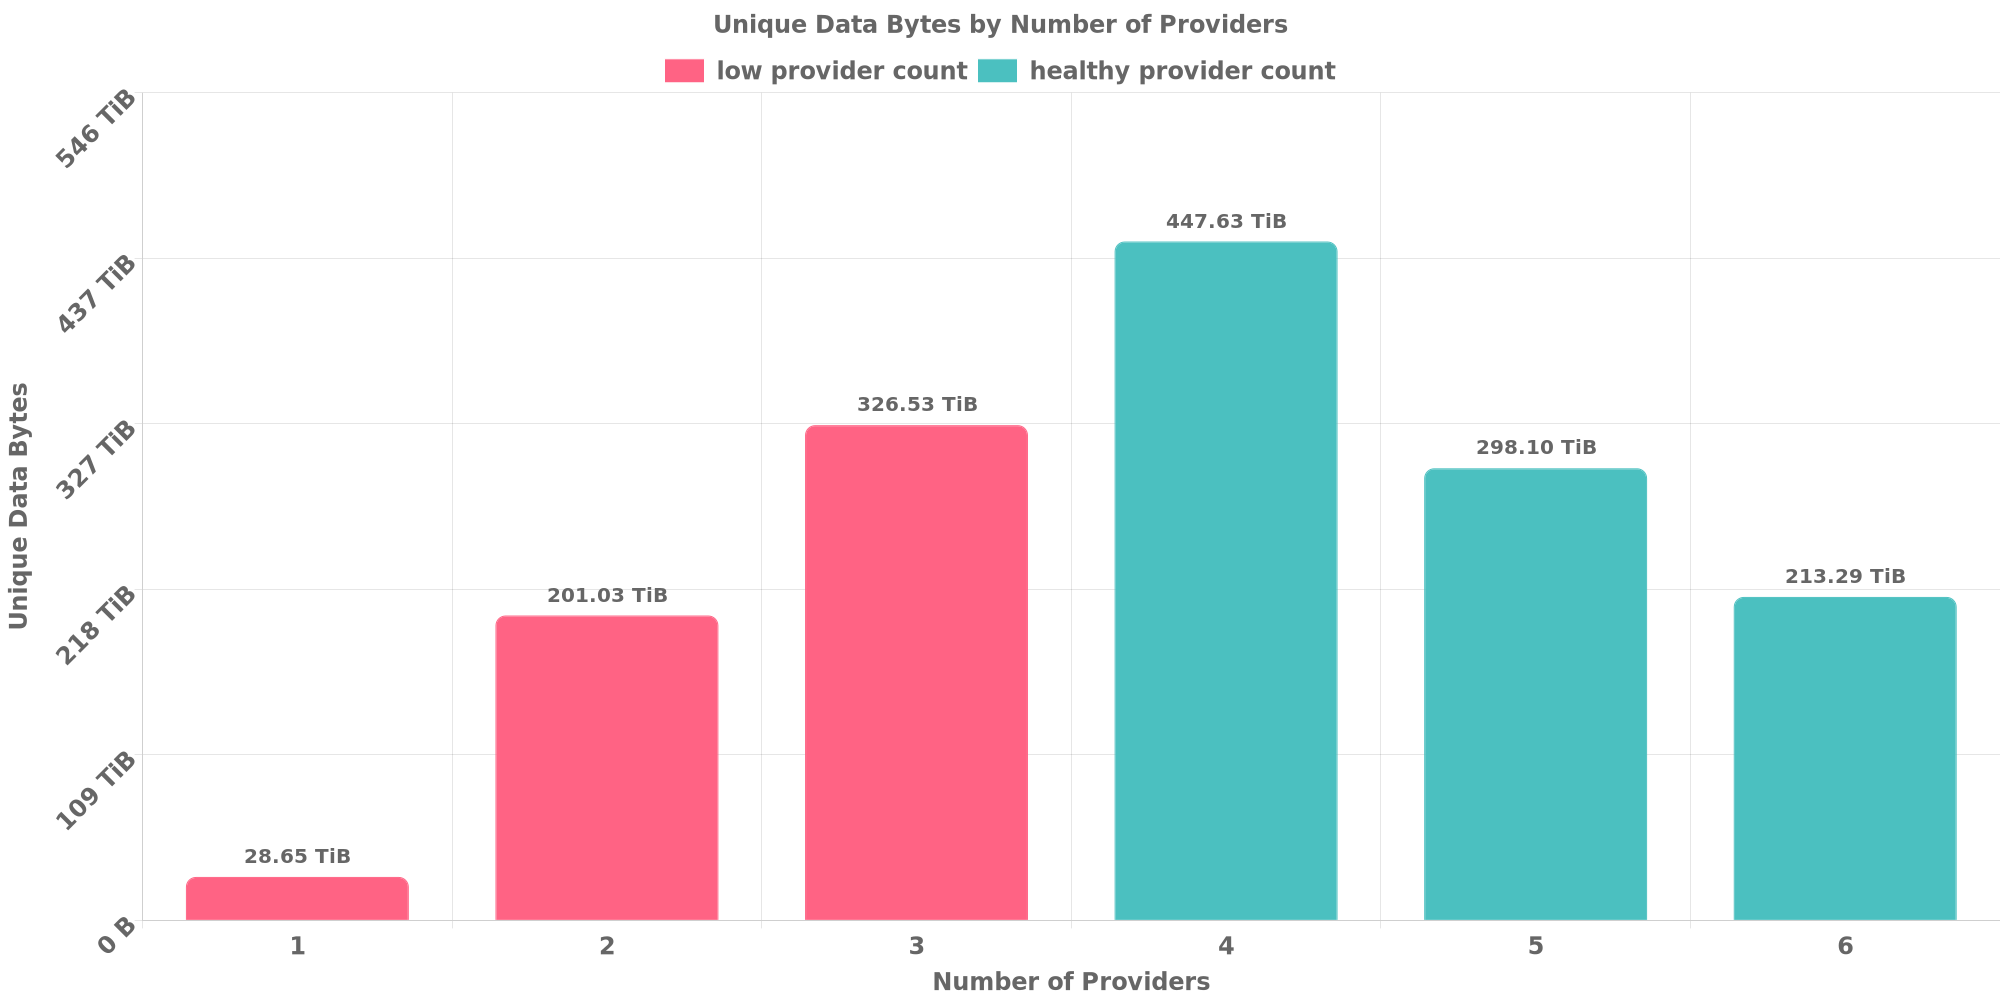 Unique Data Bytes by Number of Providers
low provider count healthy provider count
546 TiB
437 TiB
327 TiB
218 TiB
109 TiB
0 B
Unique Data Bytes
28.65 TiB
201.03 TiB
326.53 TiB
447.63 TiB
298.10 TiB
213.29 TiB
1 2 3 4 5 6
Number of Providers